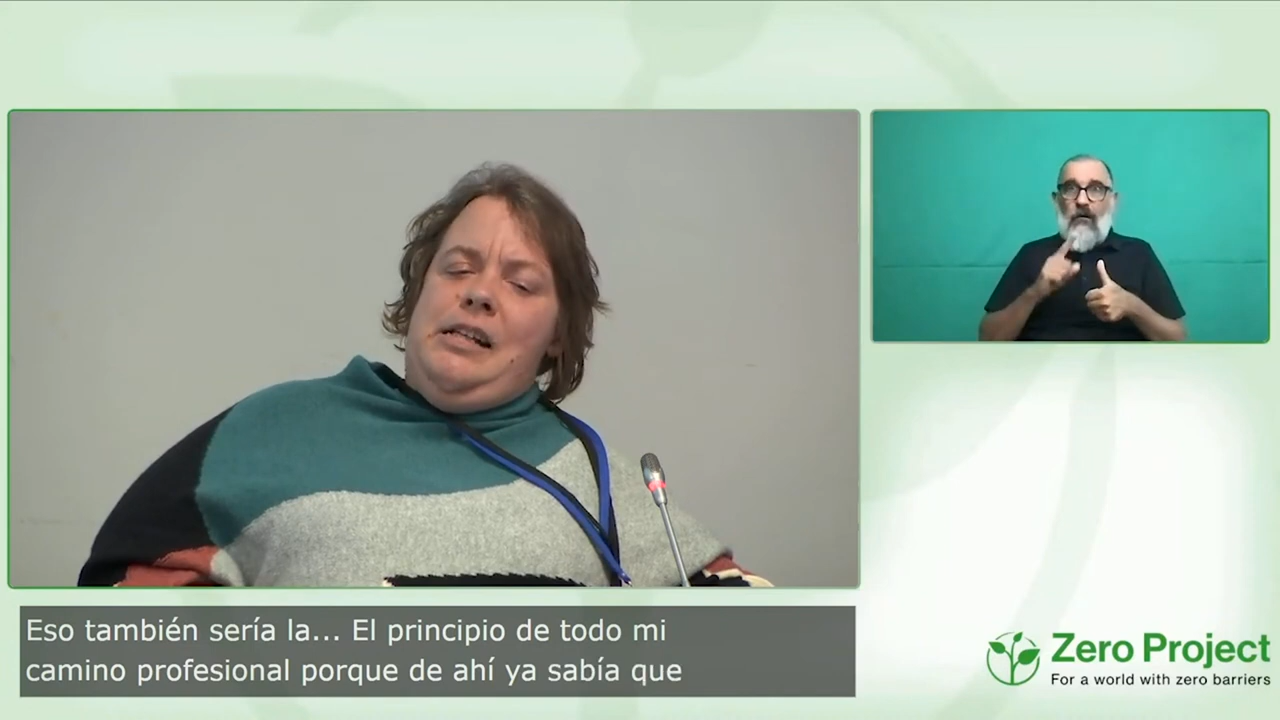 Eso también sería la... El principio de todo mi
camino profesional porque de ahí ya sabía que
Zero Project
For a world with zero barriers